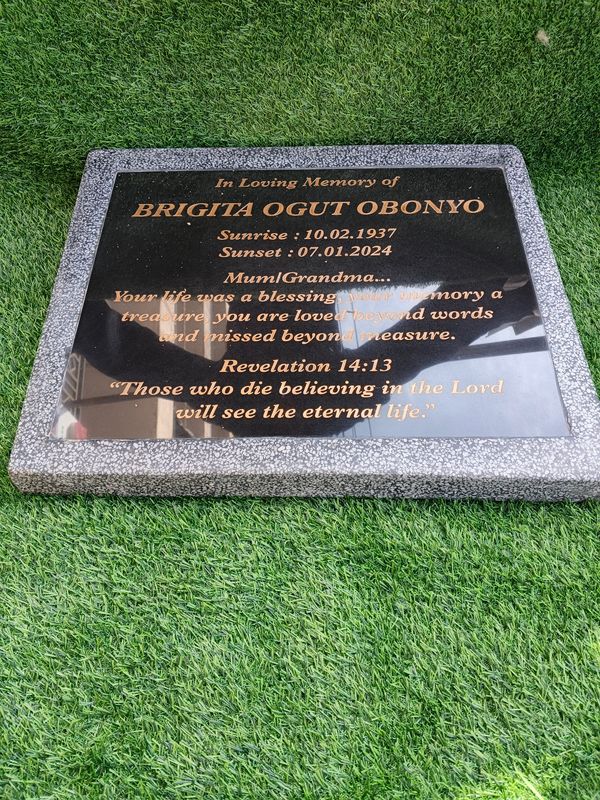 In Loving Memory of
BRIGITA OGUT OBONYO
Sunrise : 10.02.1937
Sunset : 07.01.2024
Mum/Grandma...
Your life was a blessing, your memory a
treasure, you are loved beyond words
and missed beyond measure.
Revelation 14:13
“Those who die believing in the Lord
will see the eternal life.”